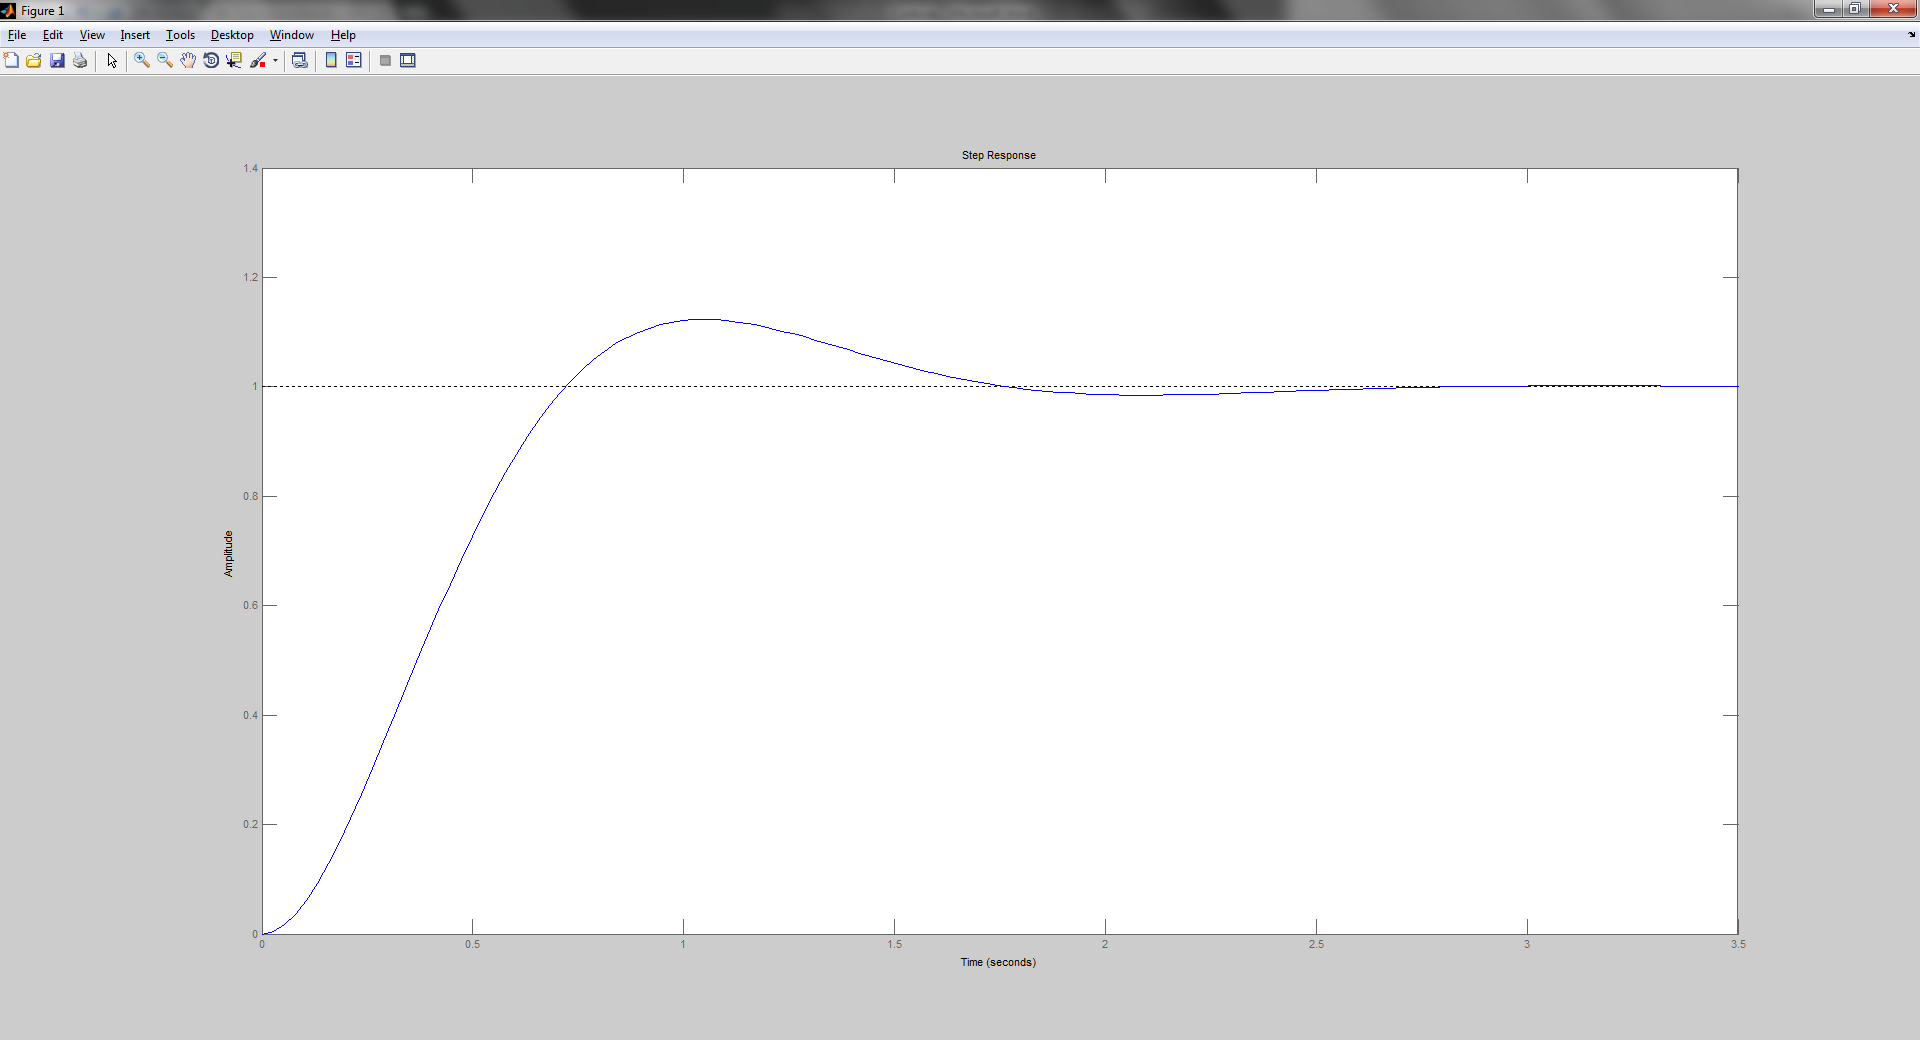 Figure 1
File Edit View Insert Tools Desktop Window Help
Step Response
1.4
1.2
1
0.8
0.6
0.4
0.2
0
Amplitude
0 0.5 1 1.5 2 2.5 3 3.5
Time (seconds)